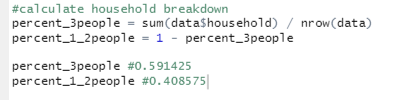 #calculate household breakdown
percent_3people = sum(data$household) / nrow(data)
percent_1_2people = 1 - percent_3people
percent_3people #0.591425
percent_1_2people #0.408575